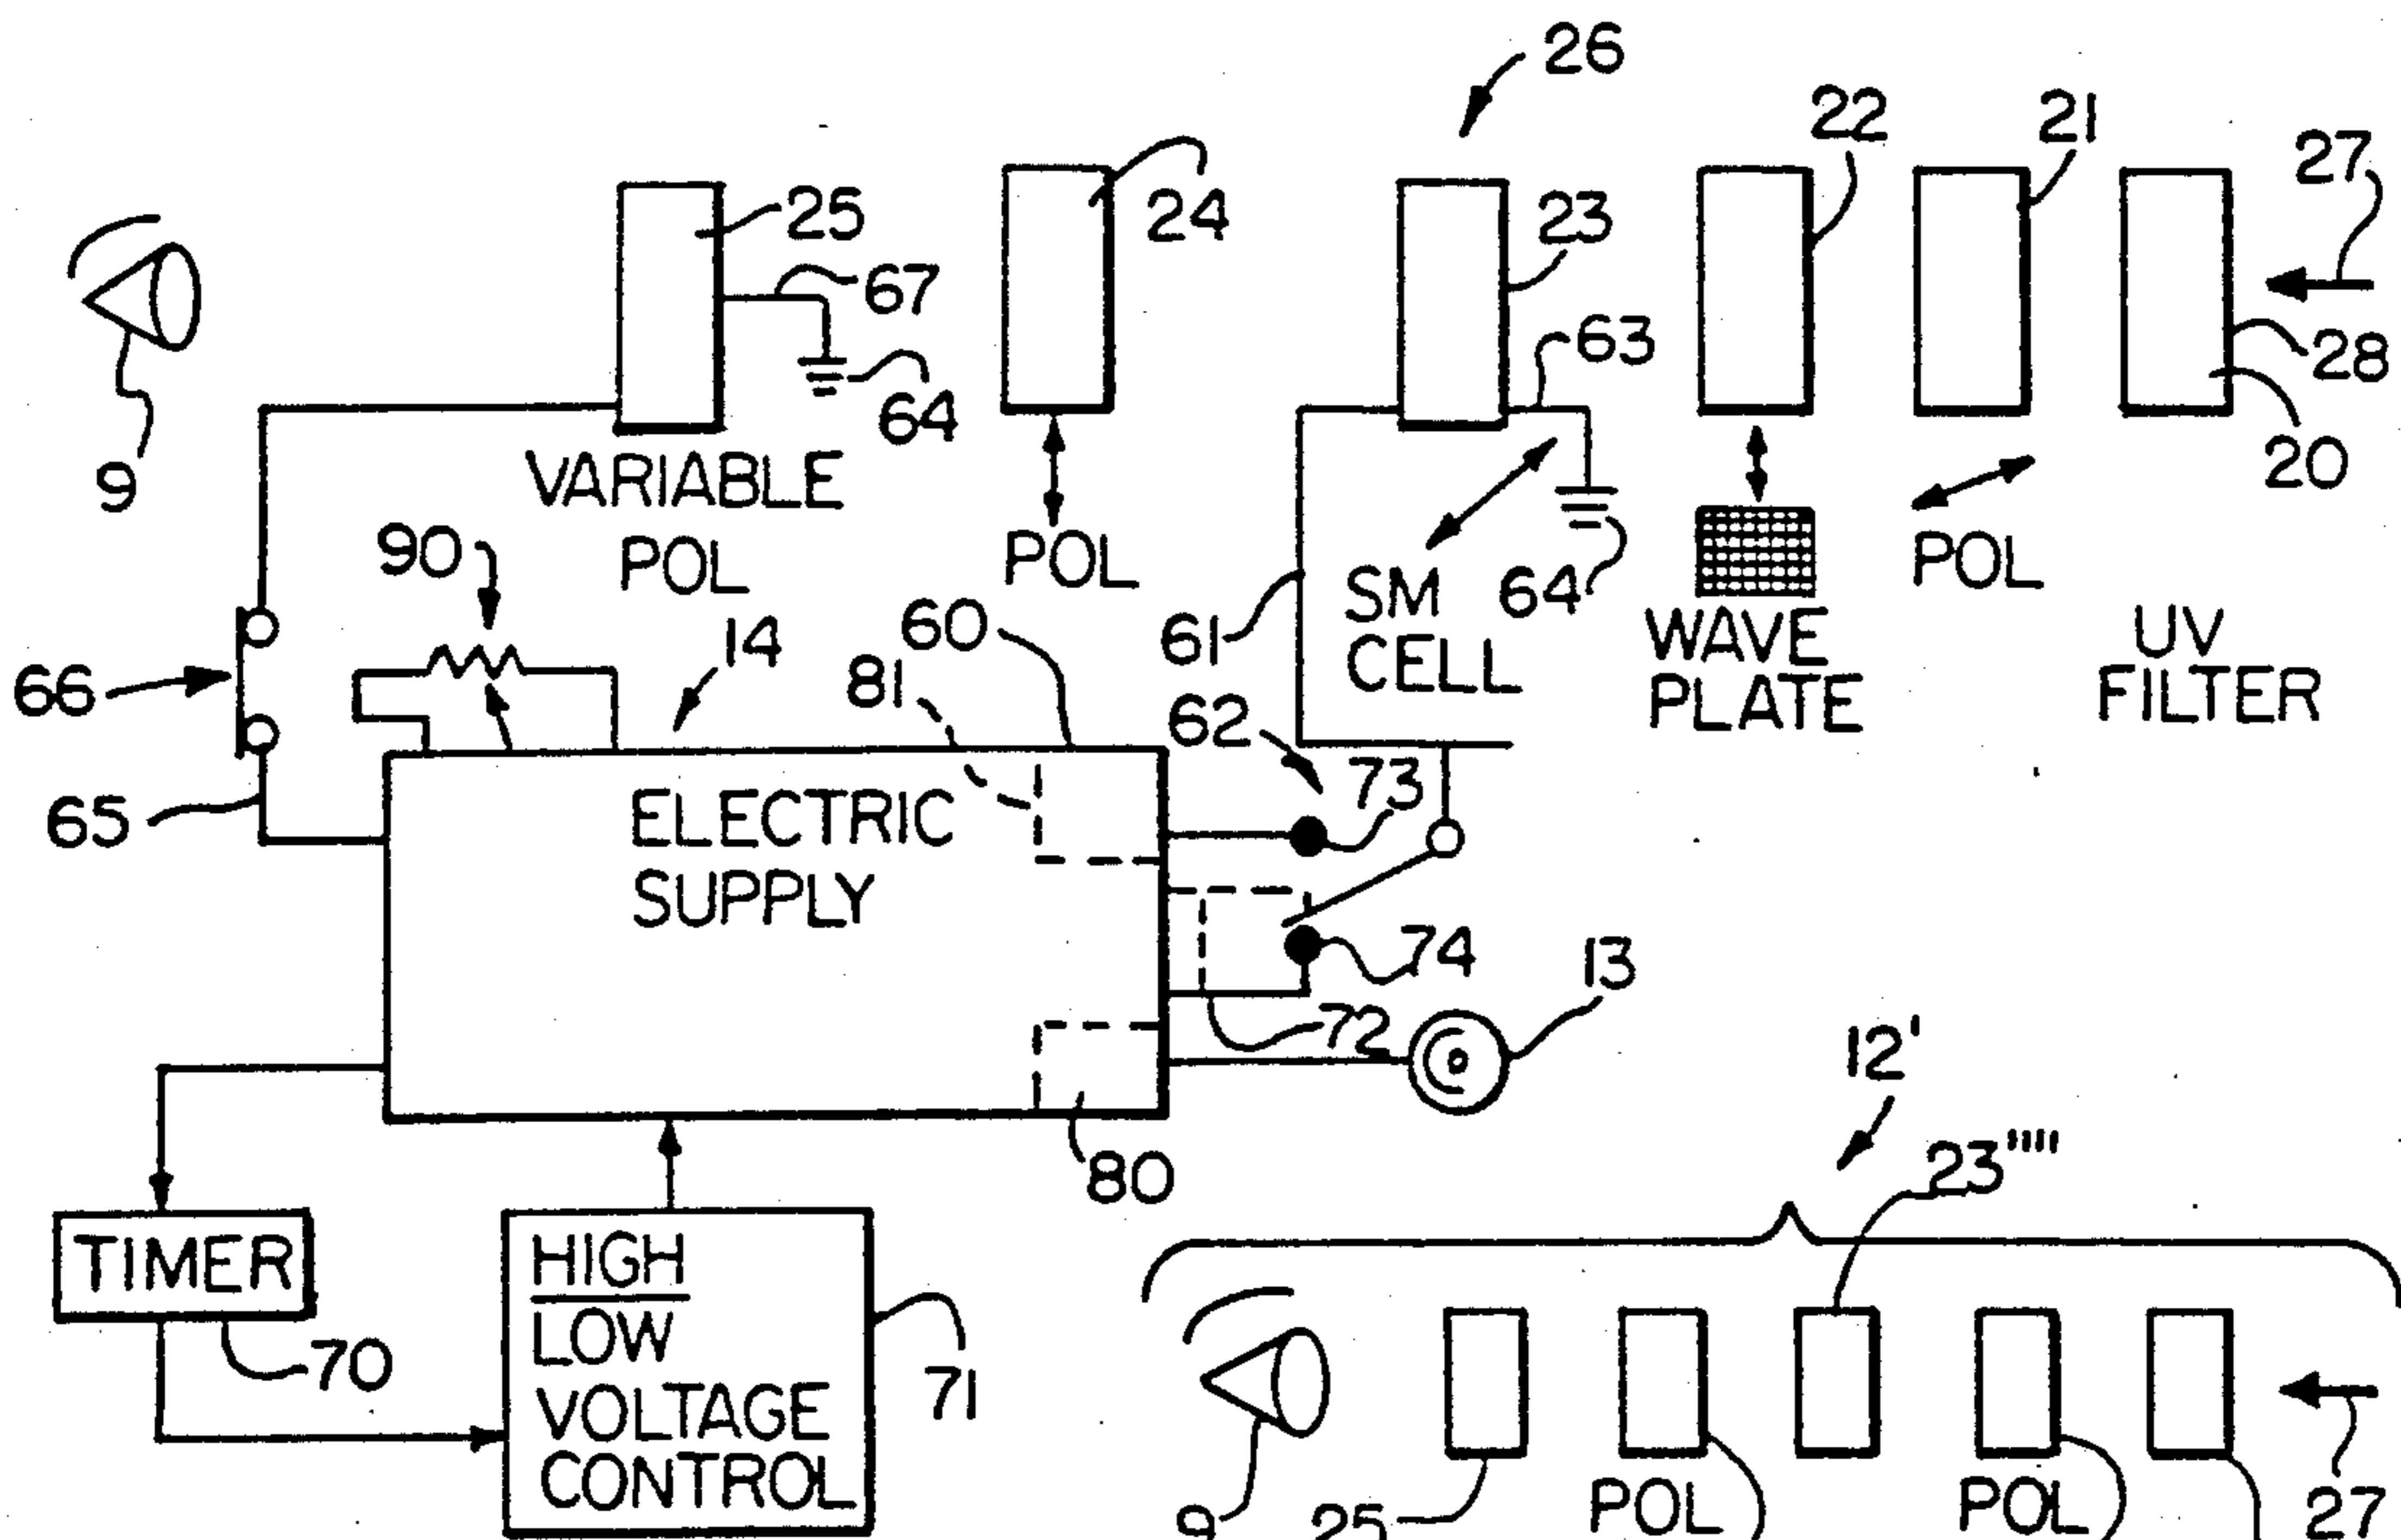 26
22
21
27
25
24
23
67
63
28
64
20
9
VARIABLE
POL
POL
SM
CELL
64
WAVE
PLATE
POL
UV
FILTER
90
14
60
61
81
62
66
73
65
ELECTRIC
SUPPLY
74
13
72
12'
80
23''''
TIMER
70
HIGH
LOW
VOLTAGE
CONTROL
71
9
25
POL
POL
27